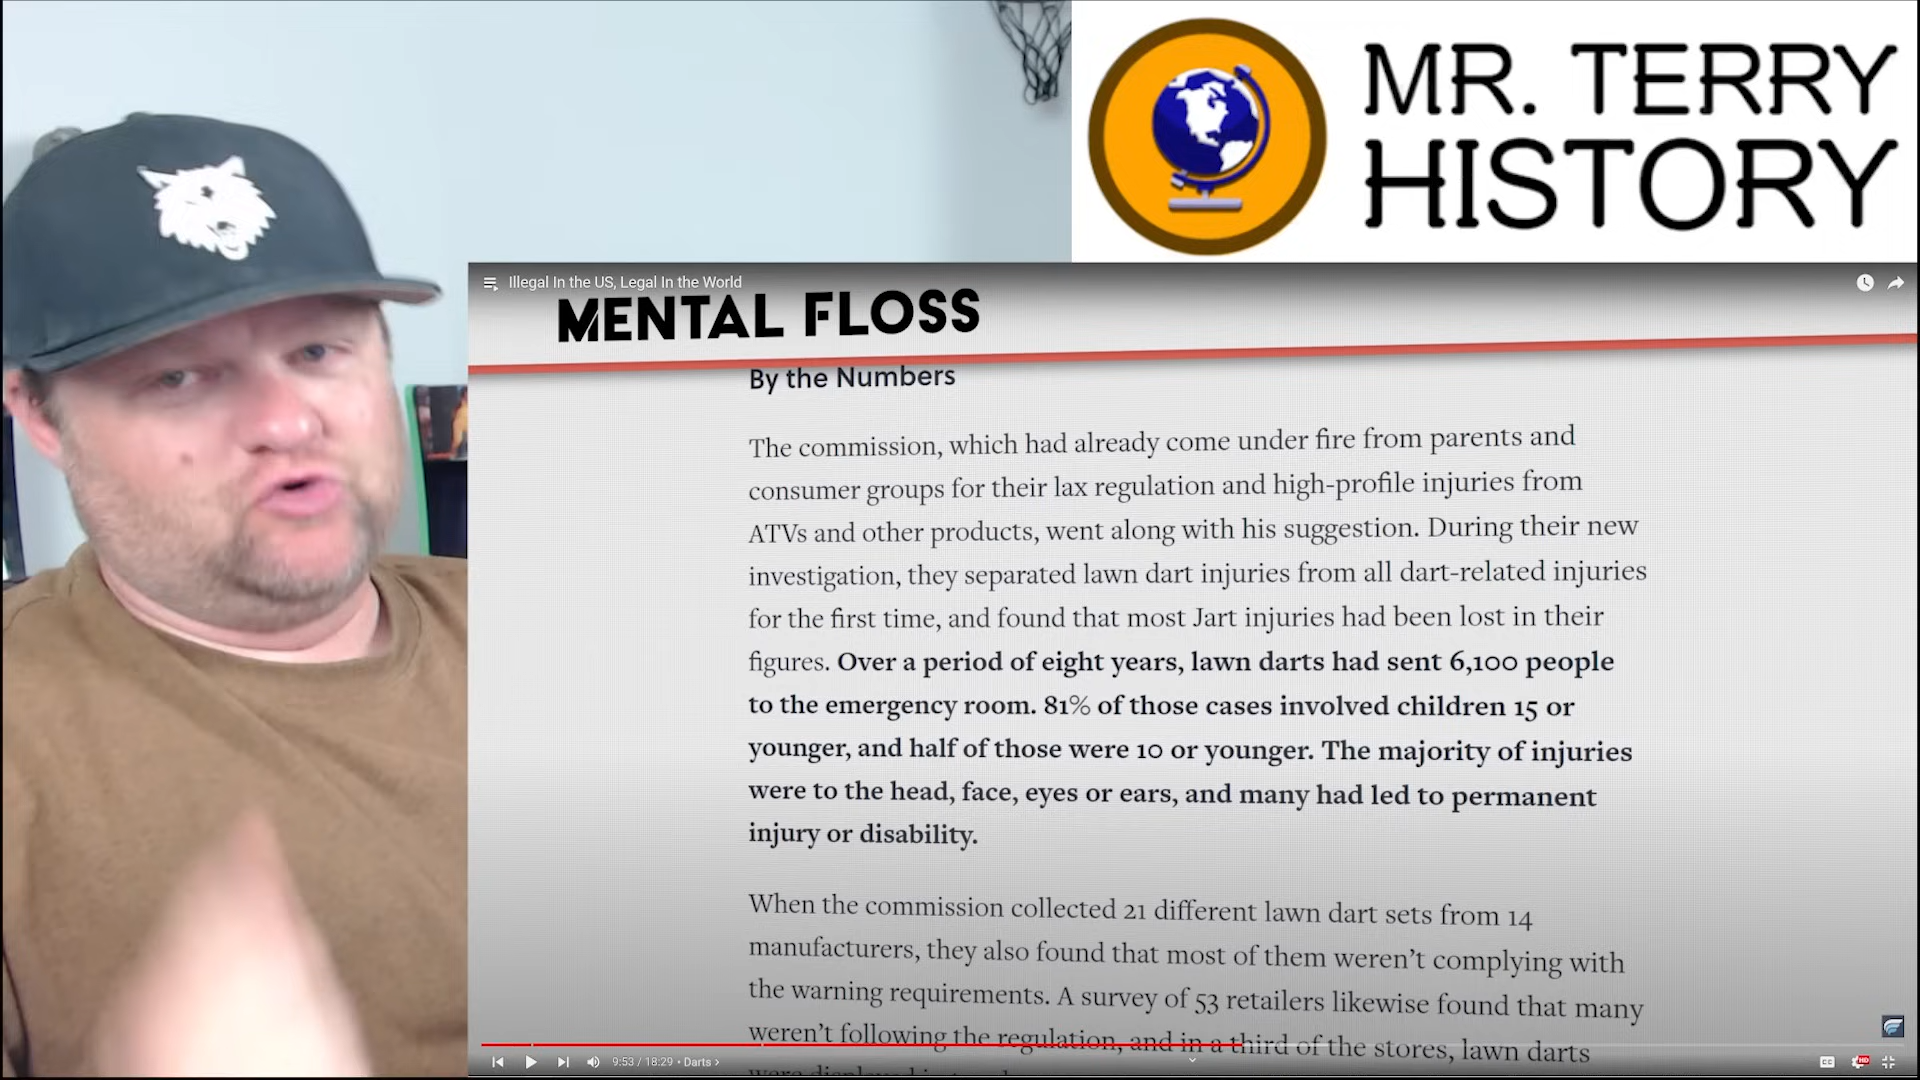 MR. TERRY
HISTORY
Illegal In the US, Legal In the World
MENTAL FLOSS
By the Numbers
The commission, which had already come under fire from parents and
consumer groups for their lax regulation and high-profile injuries from
ATVs and other products, went along with his suggestion. During their new
investigation, they separated lawn dart injuries from all dart-related injuries
for the first time, and found that most Jart injuries had been lost in their
figures. Over a period of eight years, lawn darts had sent 6,100 people
to the emergency room. 81% of those cases involved children 15 or
younger, and half of those were 10 or younger. The majority of injuries
were to the head, face, eyes or ears, and many had led to permanent
injury or disability.
When the commission collected 21 different lawn dart sets from 14
manufacturers, they also found that most of them weren't complying with
the warning requirements. A survey of 53 retailers likewise found that many
weren't following the regulation, and in a third of the stores, lawn darts
9:53 / 18:29 • Darts ›
CC
HD